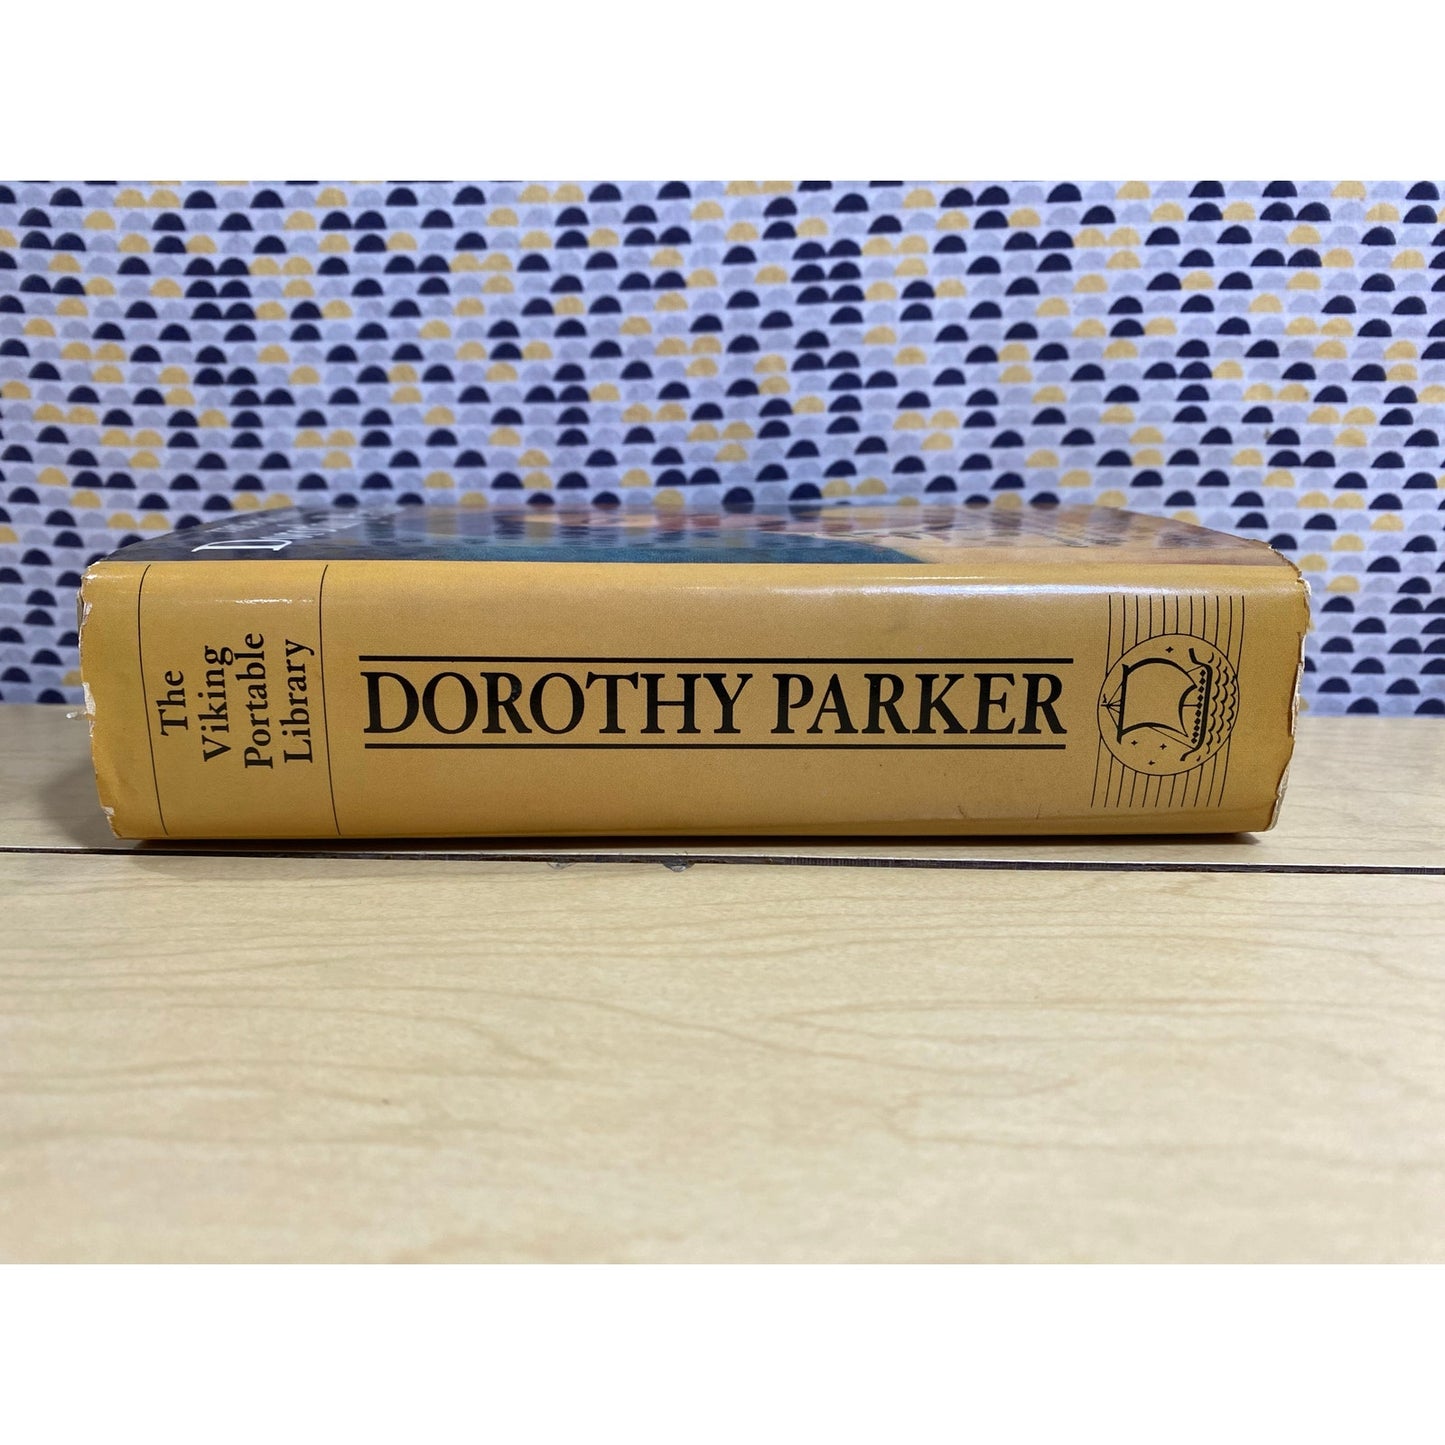 The
Viking
Portable
Library
DOROTHY PARKER